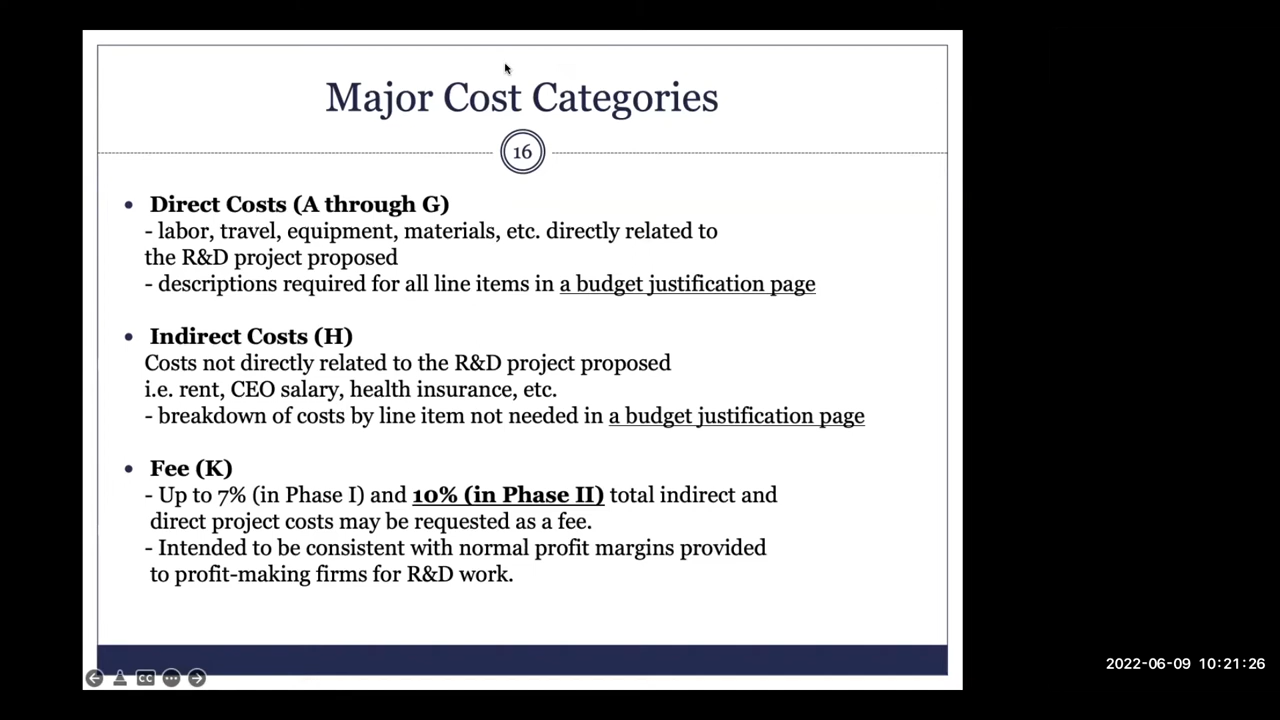 Major Cost Categories
16
• Direct Costs (A through G)
- labor, travel, equipment, materials, etc. directly related to
the R&D project proposed
- descriptions required for all line items in a budget justification page
• Indirect Costs (H)
Costs not directly related to the R&D project proposed
i.e. rent, CEO salary, health insurance, etc.
- breakdown of costs by line item not needed in a budget justification page
• Fee (K)
- Up to 7% (in Phase I) and 10% (in Phase II) total indirect and
direct project costs may be requested as a fee.
- Intended to be consistent with normal profit margins provided
to profit-making firms for R&D work.
CC
2022-06-09 10:21:26